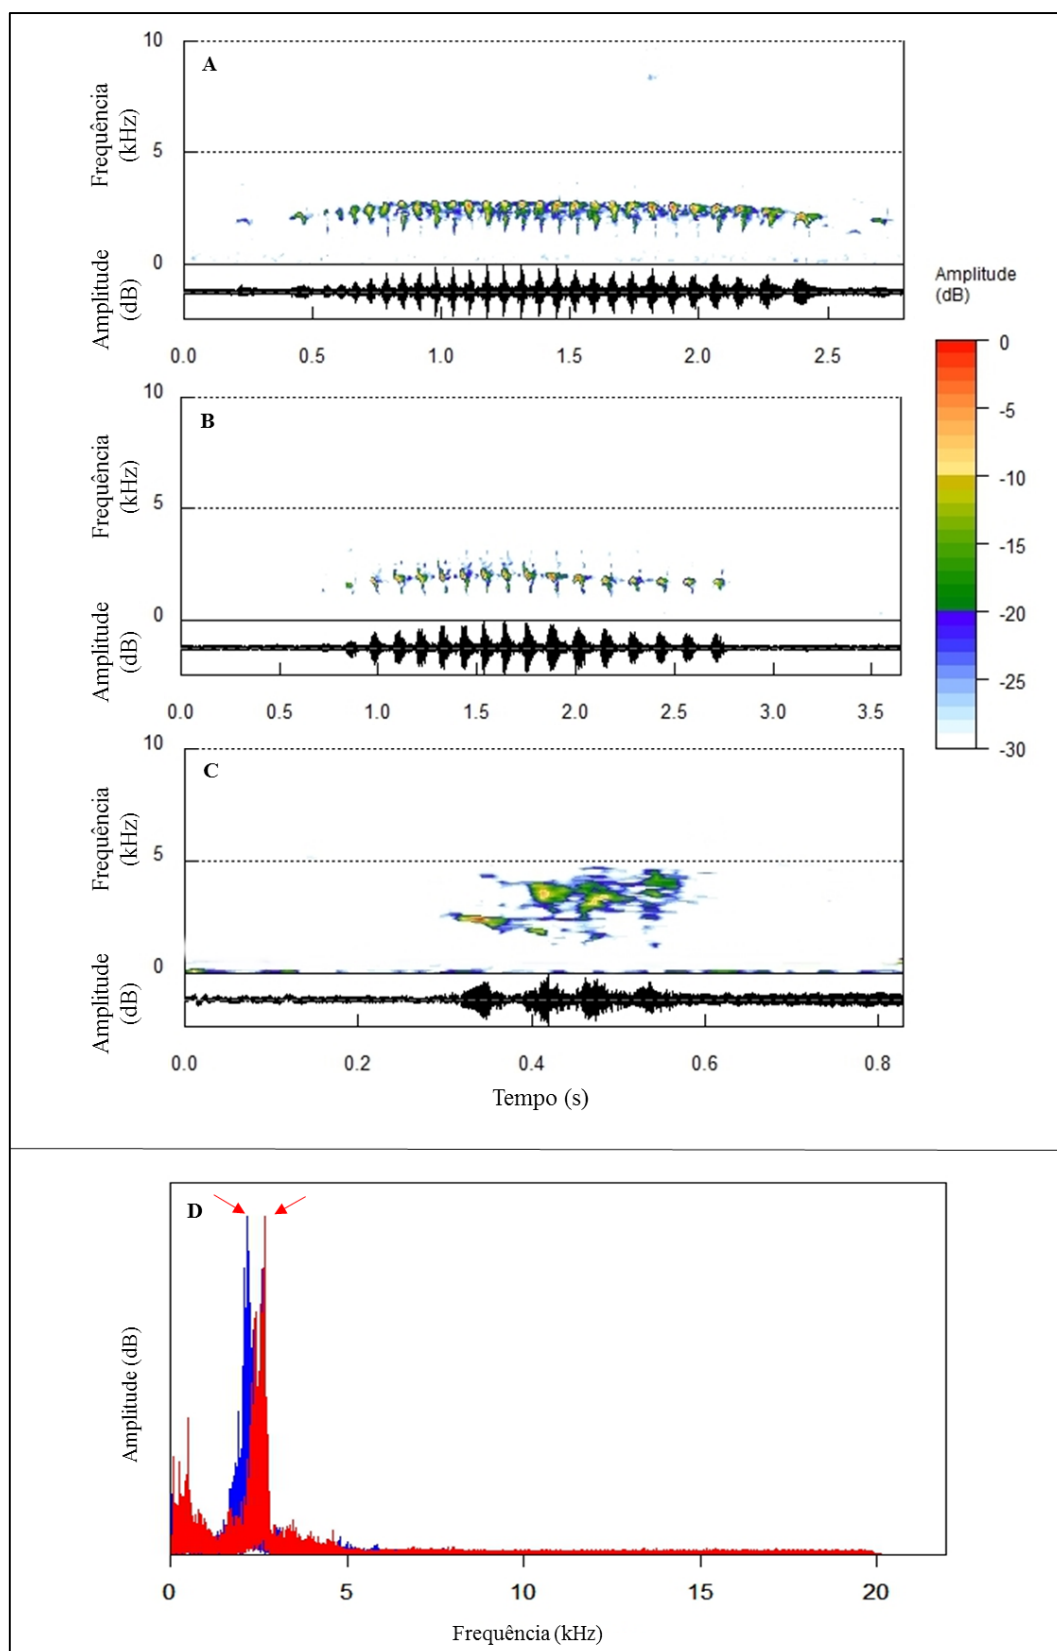 A
10
5
0
Frequência
(kHz)
Amplitude
(dB)
0.0 0.5 1.0 1.5 2.0 2.5
B
10
5
0
Frequência
(kHz)
Amplitude
(dB)
0.0 0.5 1.0 1.5 2.0 2.5 3.0 3.5
C
10
5
0
Frequência
(kHz)
Amplitude
(dB)
0.0 0.2 0.4 0.6 0.8
Tempo (s)
Amplitude
(dB)
0
-5
-10
-15
-20
-25
-30
D
Amplitude (dB)
0 5 10 15 20
Frequência (kHz)